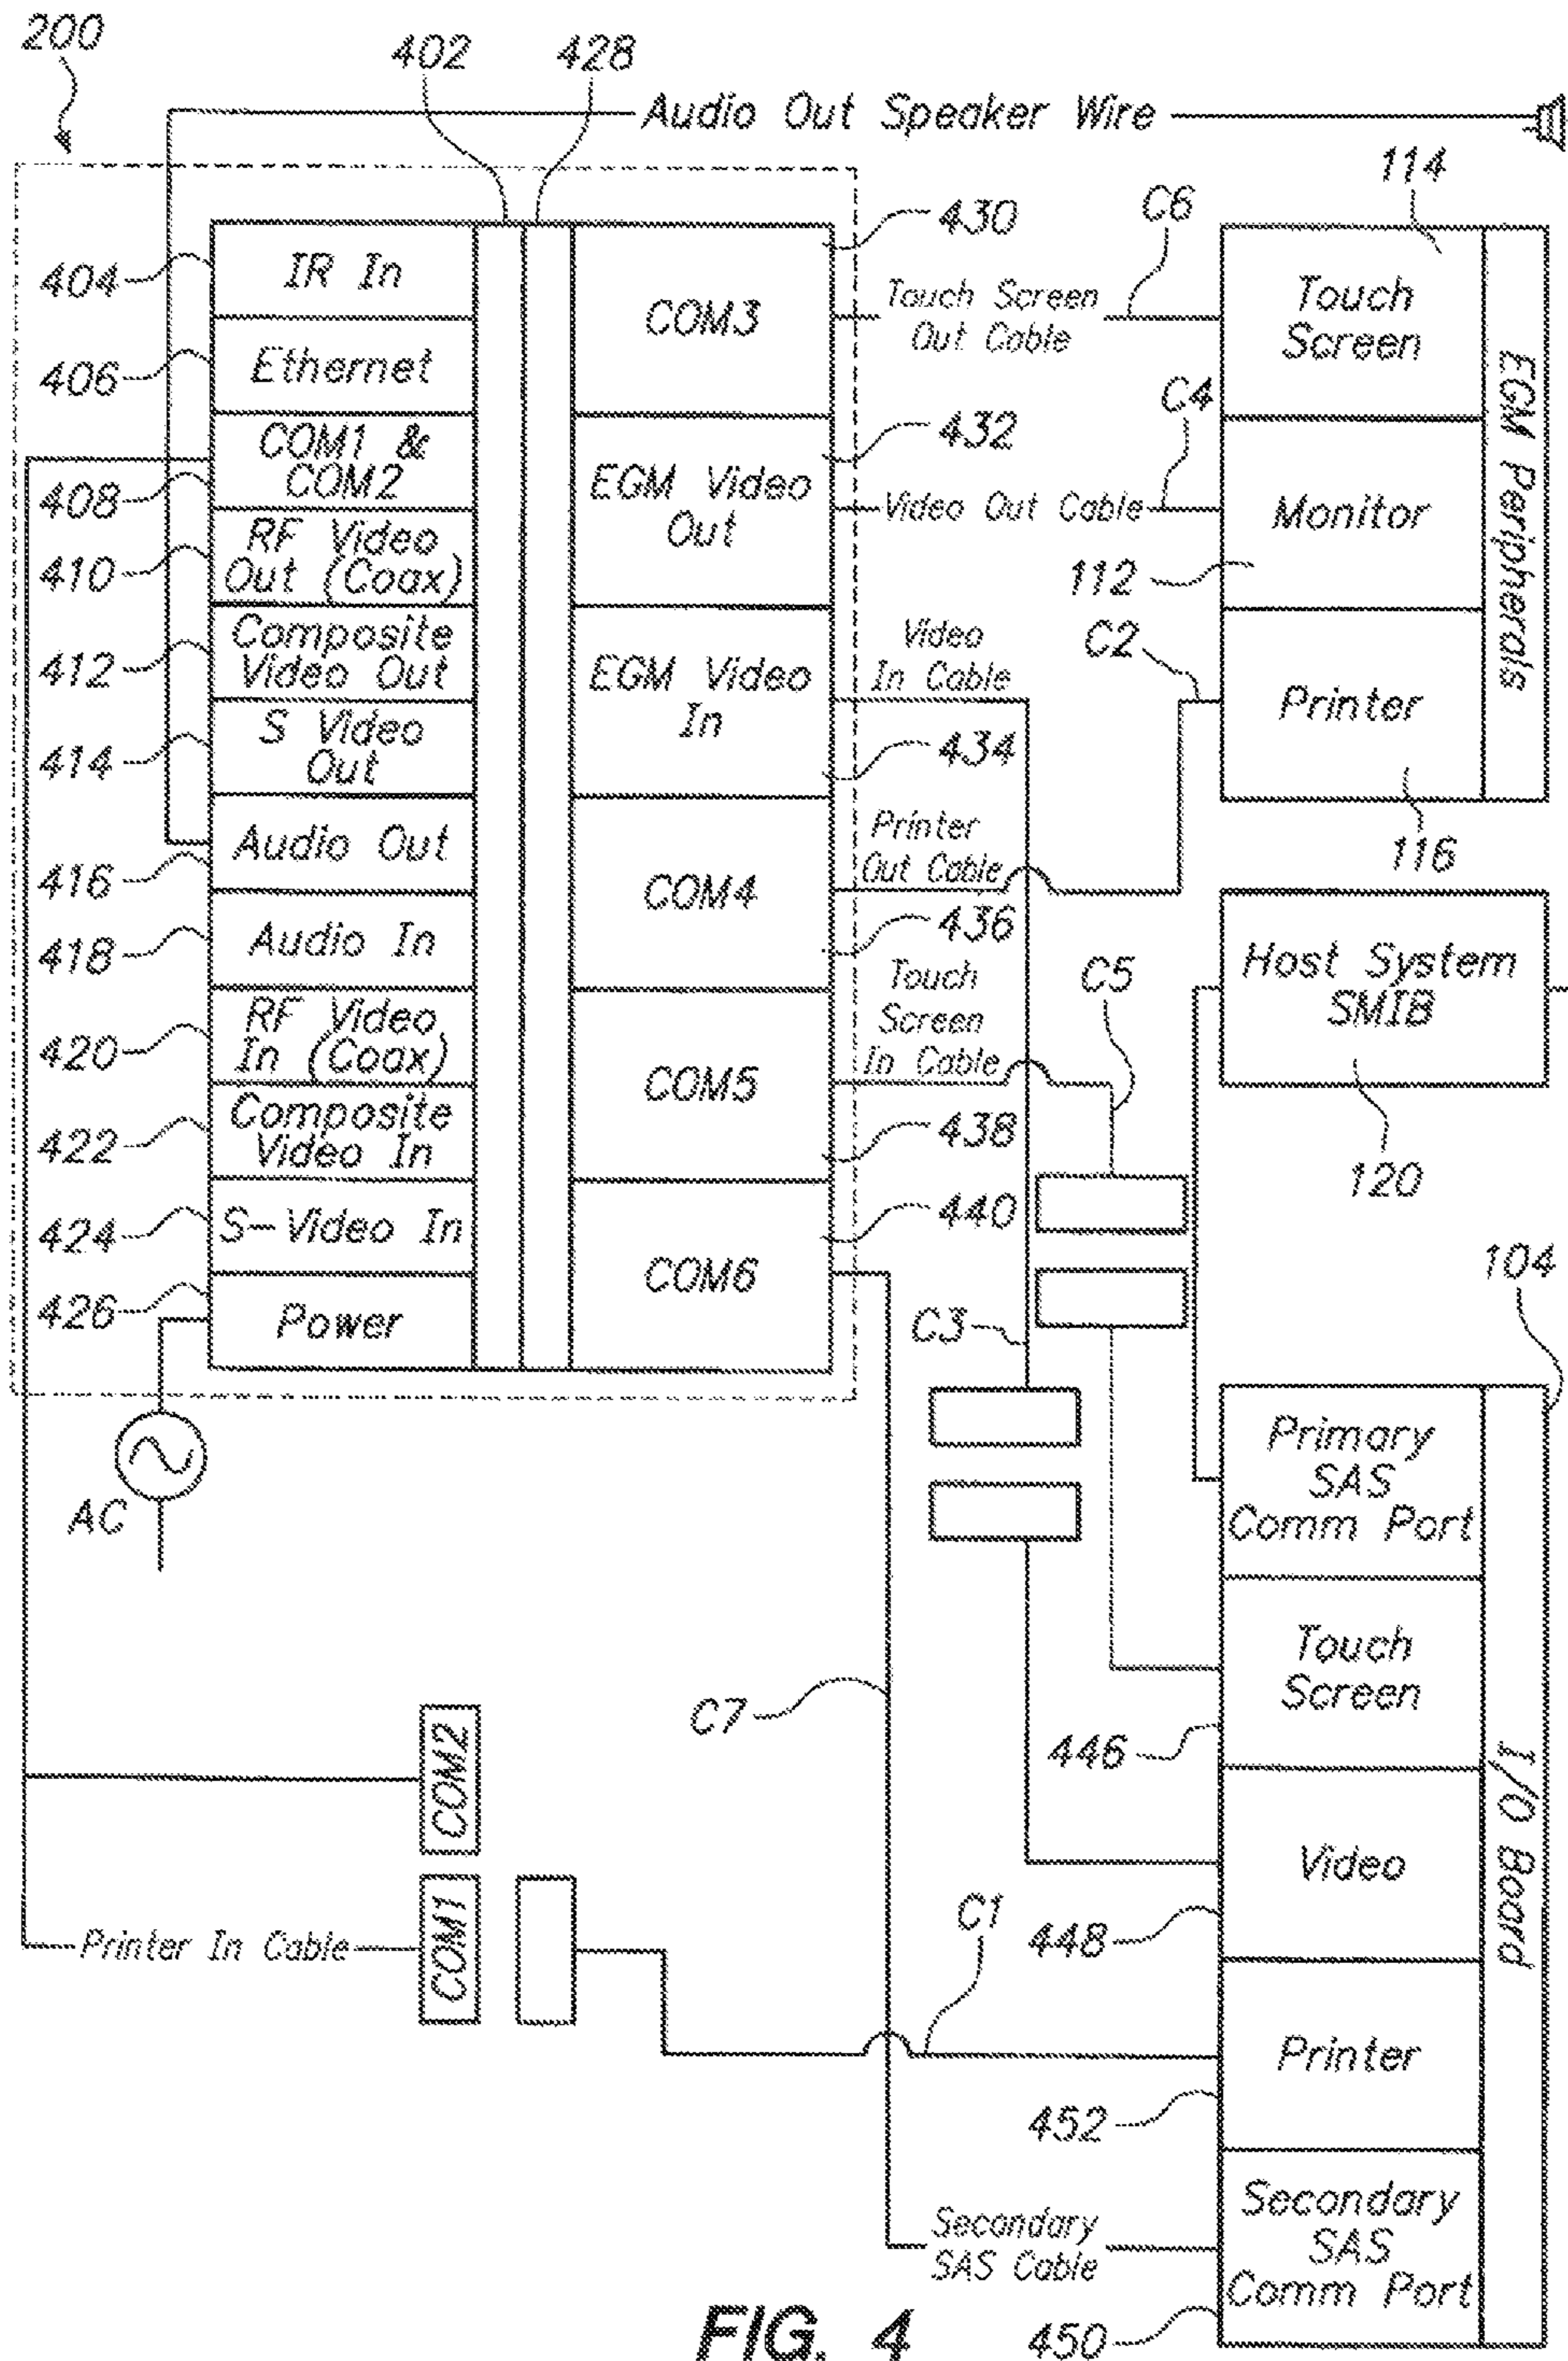 200
402
428
Audio Out Speaker Wire
114
C6
430
404
IR In
COM3
Touch Screen
Out Cable
Touch
Screen
EGM Peripherals
406
Ethernet
C4
432
408
COM1 &
COM2
EGM Video
Out
Video Out Cable
Monitor
112
410
RF Video
Out (Coax)
412
Composite
Video Out
EGM Video
In
Video
In Cable
C2
Printer
414
S Video
Out
434
116
416
Audio Out
COM4
Printer
Out Cable
436
418
Audio In
Host System
SMIB
120
Touch
Screen
In Cable
C5
420
RF Video
In (Coax)
COM5
438
422
Composite
Video In
440
424
S-Video In
COM6
104
426
Power
C3
AC
Primary
SAS
Comm Port
I/O Board
Touch
Screen
446
C7
COM2
Video
448
C1
Printer In Cable
COM1
Printer
452
Secondary
SAS Cable
Secondary
SAS
Comm Port
450
FIG. 4